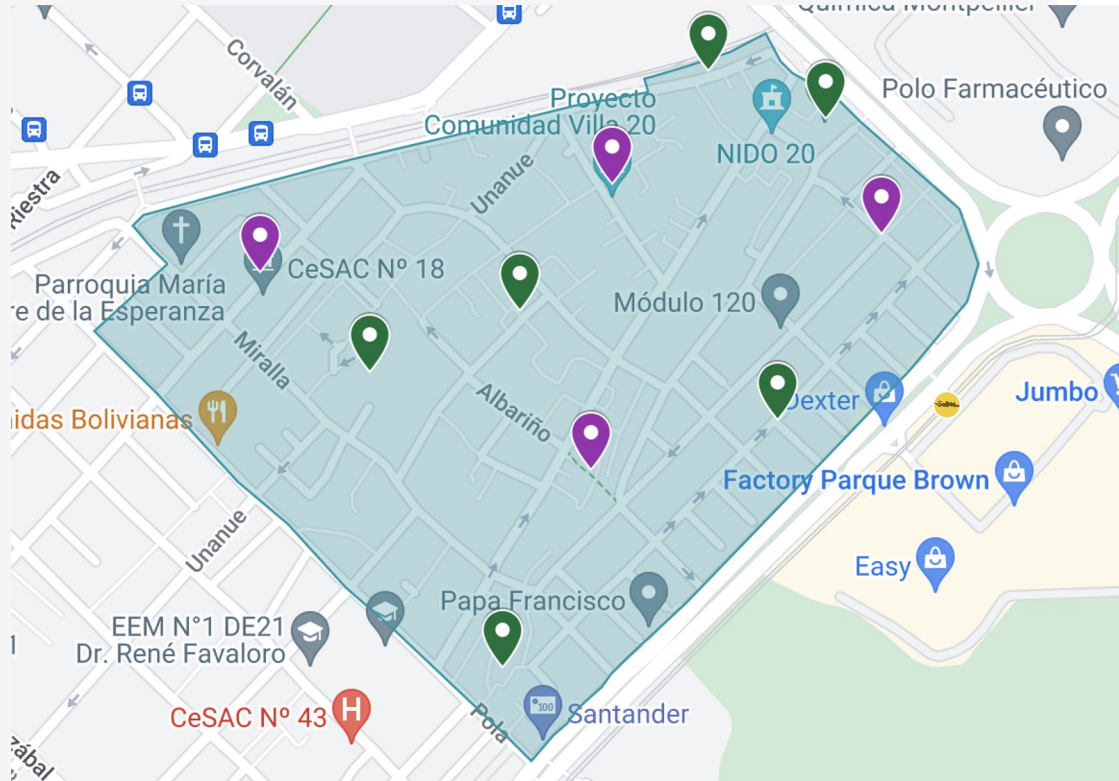 Química Montpellier
Corvalán
Polo Farmacéutico
Proyecto
Comunidad Villa 20
NIDO 20
Riestra
Unanue
CeSAC Nº 18
Parroquia María
re de la Esperanza
Módulo 120
Miralla
Albariño
Dexter
Jumbo
idas Bolivianas
Factory Parque Brown
Unanue
Easy
Papa Francisco
EEM N°1 DE21
Dr. René Favaloro
CeSAC Nº 43
Pola
100
Santander
zábal